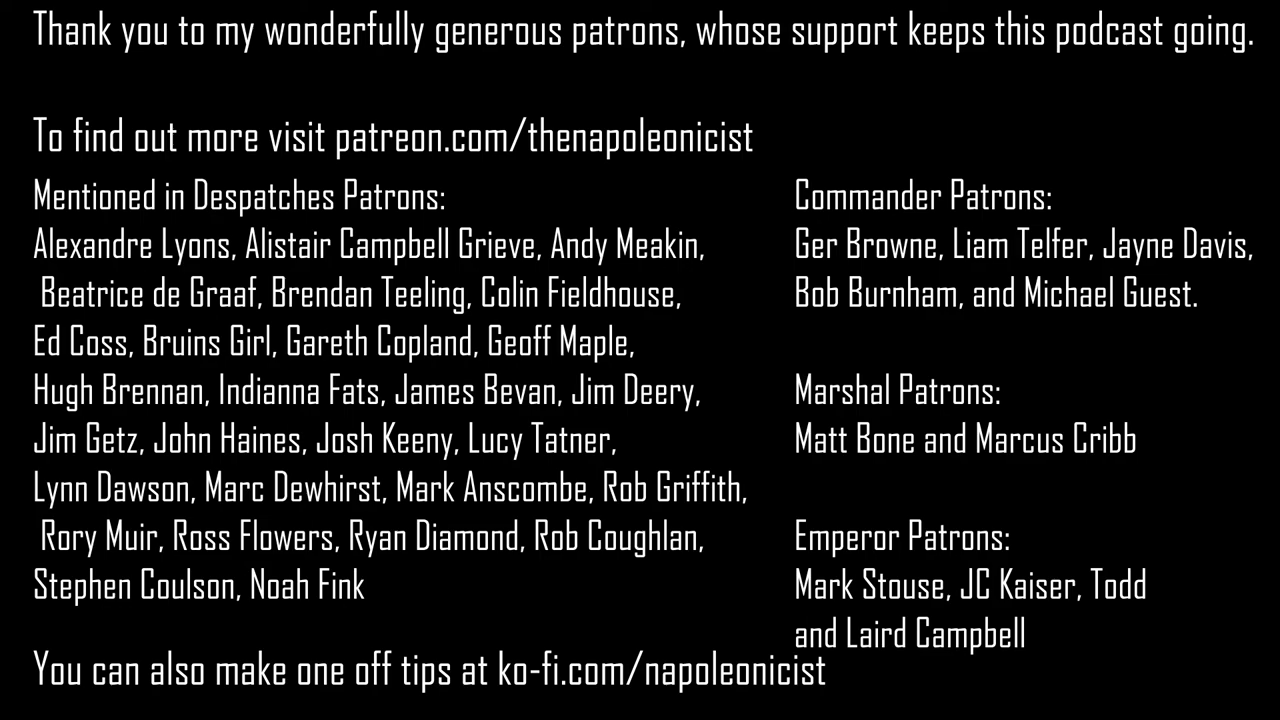 Thank you to my wonderfully generous patrons, whose support keeps this podcast going.
To find out more visit patreon.com/thenapoleonicist
Mentioned in Despatches Patrons:
Alexandre Lyons, Alistair Campbell Grieve, Andy Meakin,
Beatrice de Graaf, Brendan Teeling, Colin Fieldhouse,
Ed Coss, Bruins Girl, Gareth Copland, Geoff Maple,
Hugh Brennan, Indianna Fats, James Bevan, Jim Deery,
Jim Getz, John Haines, Josh Keeny, Lucy Tatner,
Lynn Dawson, Marc Dewhirst, Mark Anscombe, Rob Griffith,
Rory Muir, Ross Flowers, Ryan Diamond, Rob Coughlan,
Stephen Coulson, Noah Fink
Commander Patrons:
Ger Browne, Liam Telfer, Jayne Davis,
Bob Burnham, and Michael Guest.
Marshal Patrons:
Matt Bone and Marcus Cribb
Emperor Patrons:
Mark Stouse, JC Kaiser, Todd
and Laird Campbell
You can also make one off tips at ko-fi.com/napoleonicist